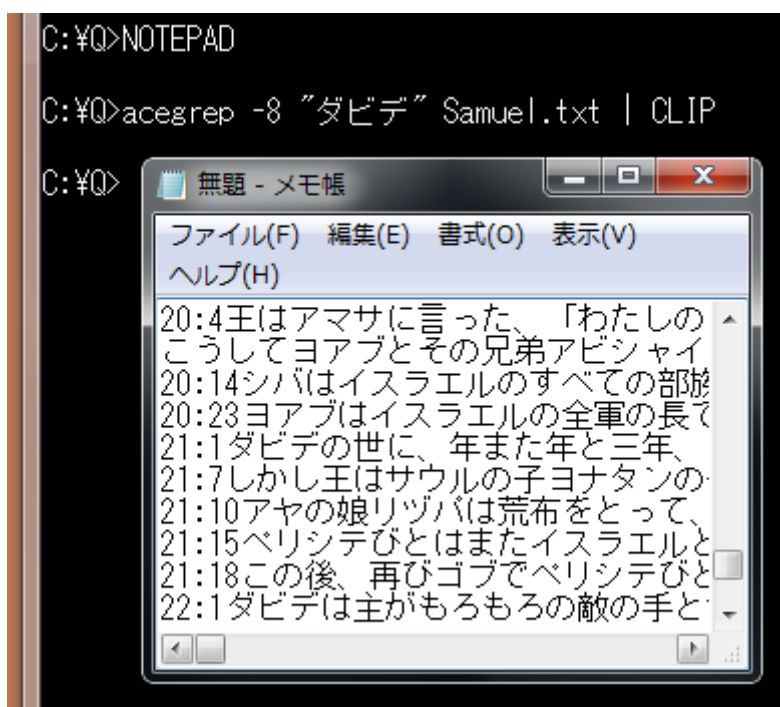 C:¥Q>NOTEPAD
C:¥Q>acegrep -8 ″ダビデ″ Samuel.txt | CLIP
C:¥Q>
無題 - メモ帳
ファイル(F) 編集(E) 書式(O) 表示(V)
ヘルプ(H)
20:4王はアマサに言った、「わたしの
こうしてヨアブとその兄弟アビシャイ
20:14シバはイスラエルのすべての部族
20:23ヨアブはイスラエルの全軍の長で
21:1ダビデの世に、年また年と三年、
21:7しかし王はサウルの子ヨナタンの
21:10アヤの娘リヅパは荒布をとって、
21:15ペリシテびとはまたイスラエルと
21:18この後、再びゴブでペリシテびと
22:1ダビデは主がもろもろの敵の手と